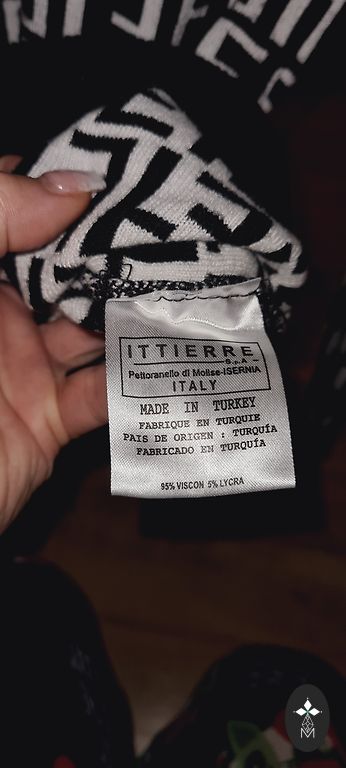 ITTIERRE
S.p.A.
Pettoranello di Molise-ISERNIA
ITALY
MADE IN TURKEY
FABRIQUE EN TURQUIE
PAIS DE ORIGEN : TURQUÍA
FABRICADO EN TURQUÍA
95% VISCON 5% LYCRA
M